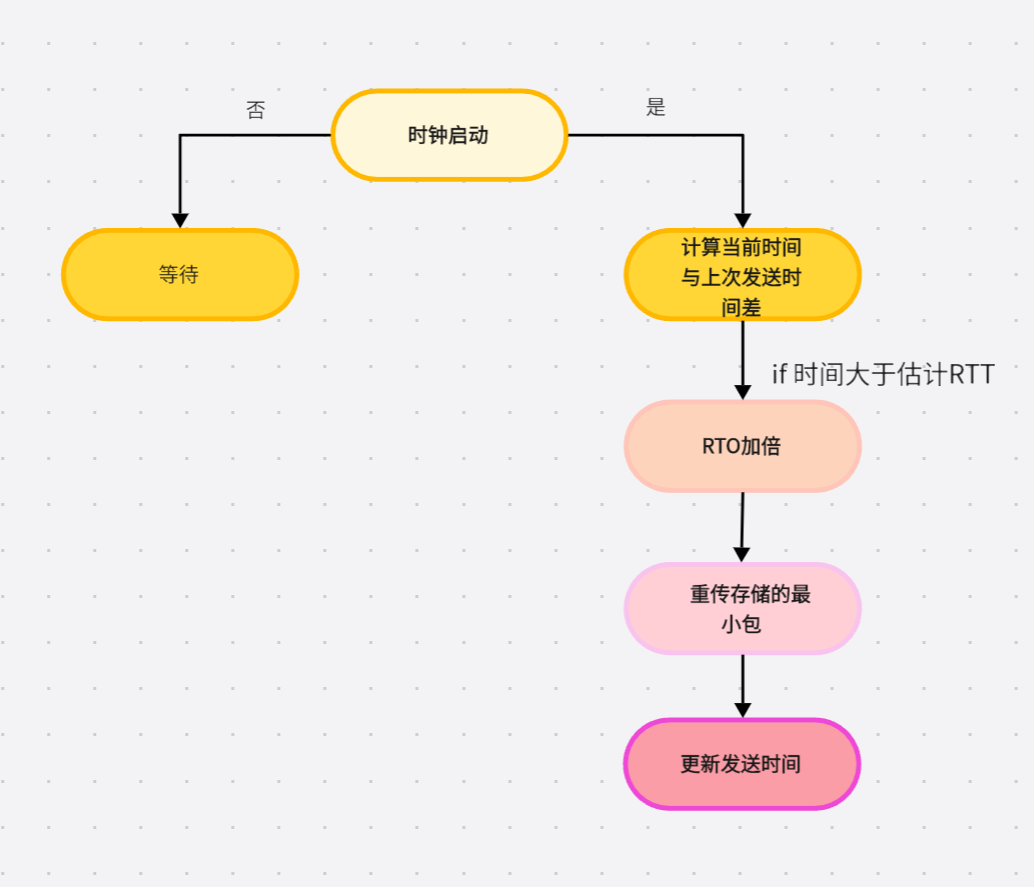 否
时钟启动
是
等待
计算当前时间
与上次发送时
间差
if 时间大于估计RTT
RTO加倍
重传存储的最
小包
更新发送时间